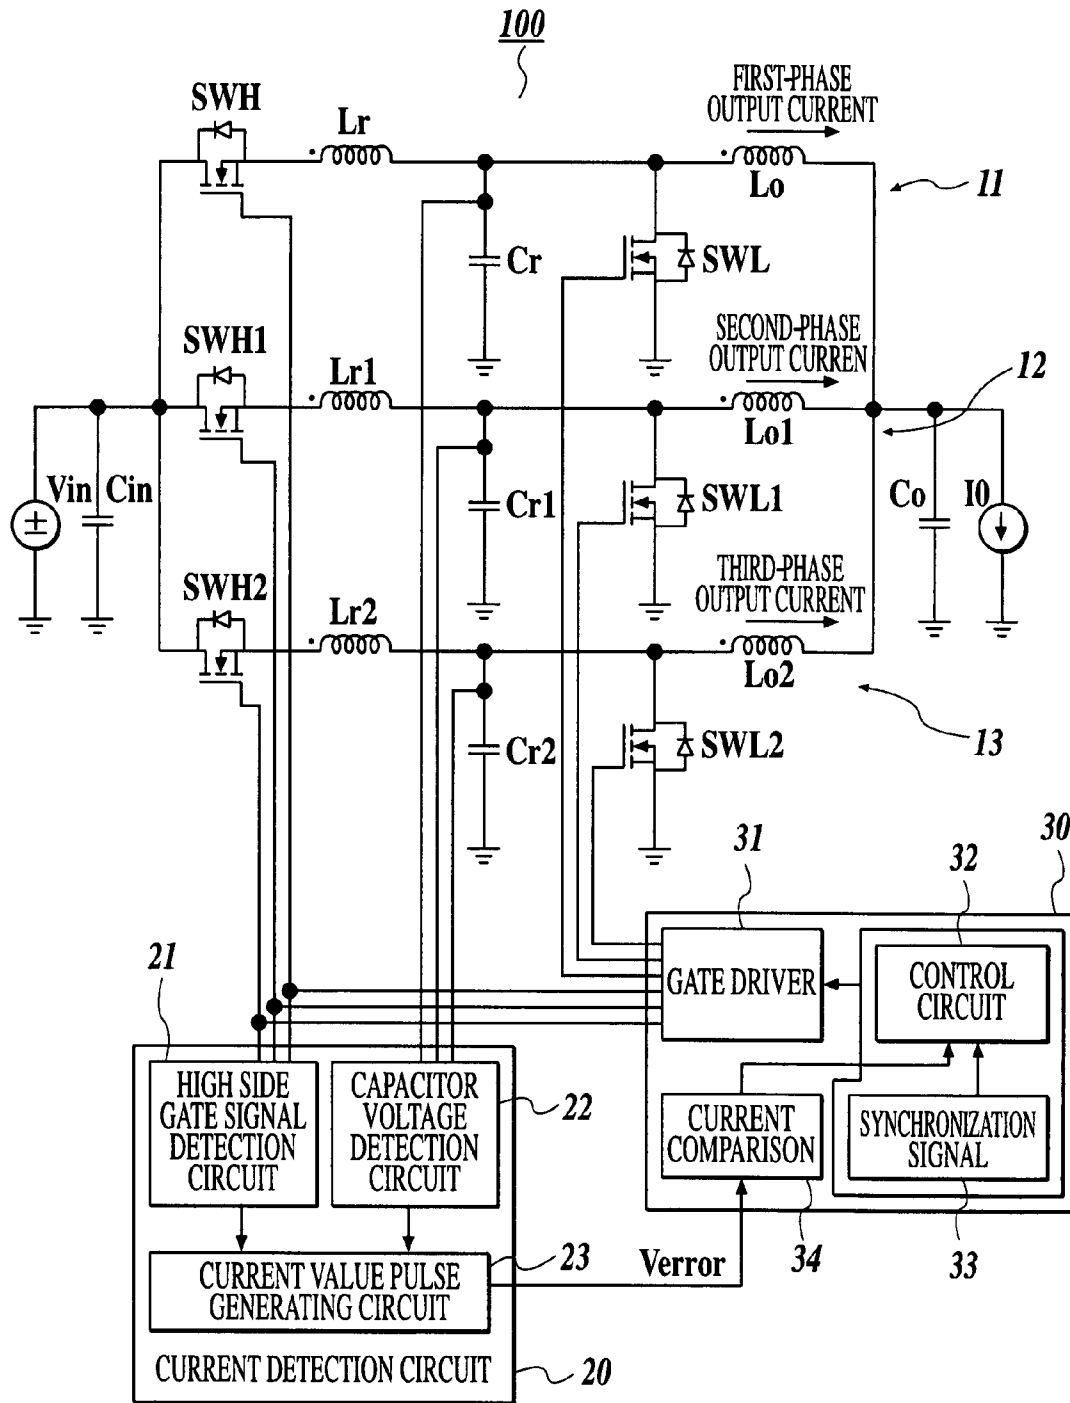 100
FIRST-PHASE
OUTPUT CURRENT
SWH
Lr
Lo
11
Cr
SWL
SWH1
SECOND-PHASE
OUTPUT CURREN
Lr1
12
Lo1
Vin
Cin
Cr1
SWL1
Co
I0
SWH2
THIRD-PHASE
OUTPUT CURRENT
Lr2
Lo2
13
Cr2
SWL2
31
30
32
21
GATE DRIVER
CONTROL
CIRCUIT
HIGH SIDE
GATE SIGNAL
DETECTION
CIRCUIT
CAPACITOR
VOLTAGE
DETECTION
CIRCUIT
22
CURRENT
COMPARISON
SYNCHRONIZATION
SIGNAL
34
33
CURRENT VALUE PULSE
GENERATING CIRCUIT
23
Verror
CURRENT DETECTION CIRCUIT
20